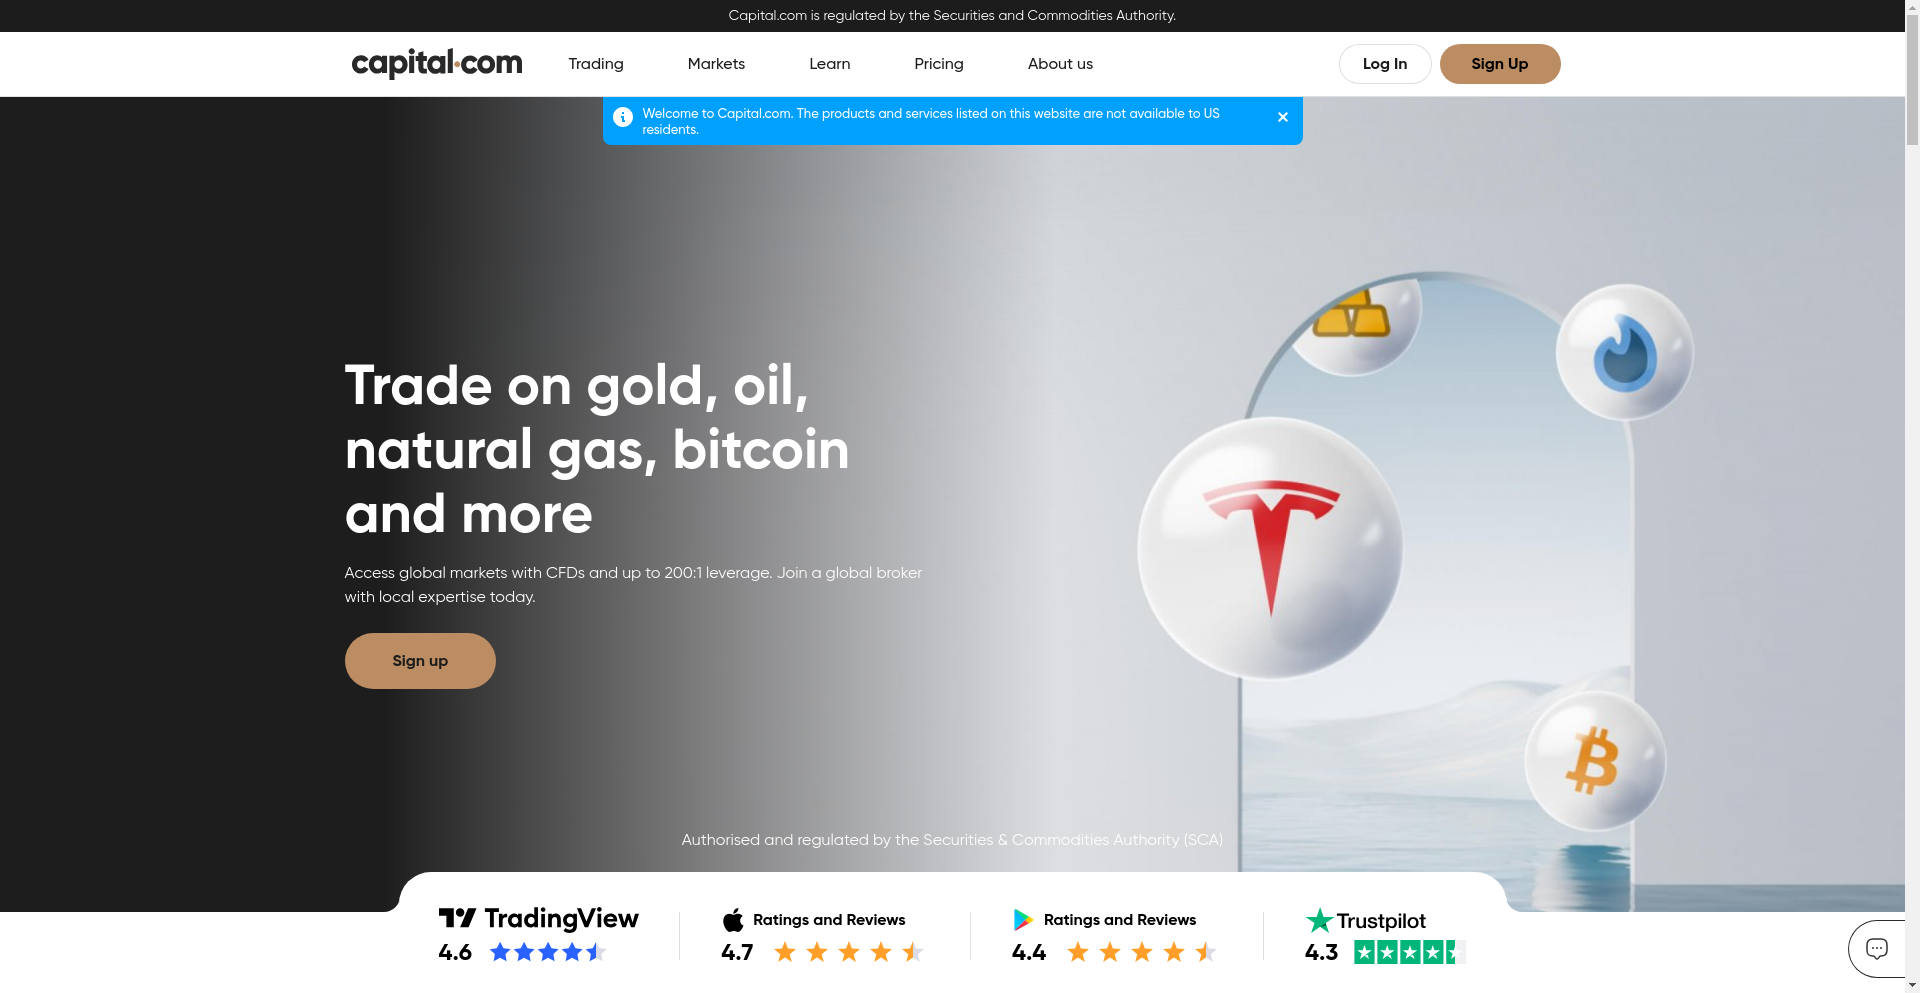 Capital.com is regulated by the Securities and Commodities Authority.
capital.com
Trading
Markets
Learn
Pricing
About us
Log In
Sign Up
Welcome to Capital.com. The products and services listed on this website are not available to US
residents.
Trade on gold, oil,
natural gas, bitcoin
and more
Access global markets with CFDs and up to 200:1 leverage. Join a global broker
with local expertise today.
Sign up
Authorised and regulated by the Securities & Commodities Authority (SCA)
TradingView
4.6
Ratings and Reviews
4.7
Ratings and Reviews
4.4
Trustpilot
4.3